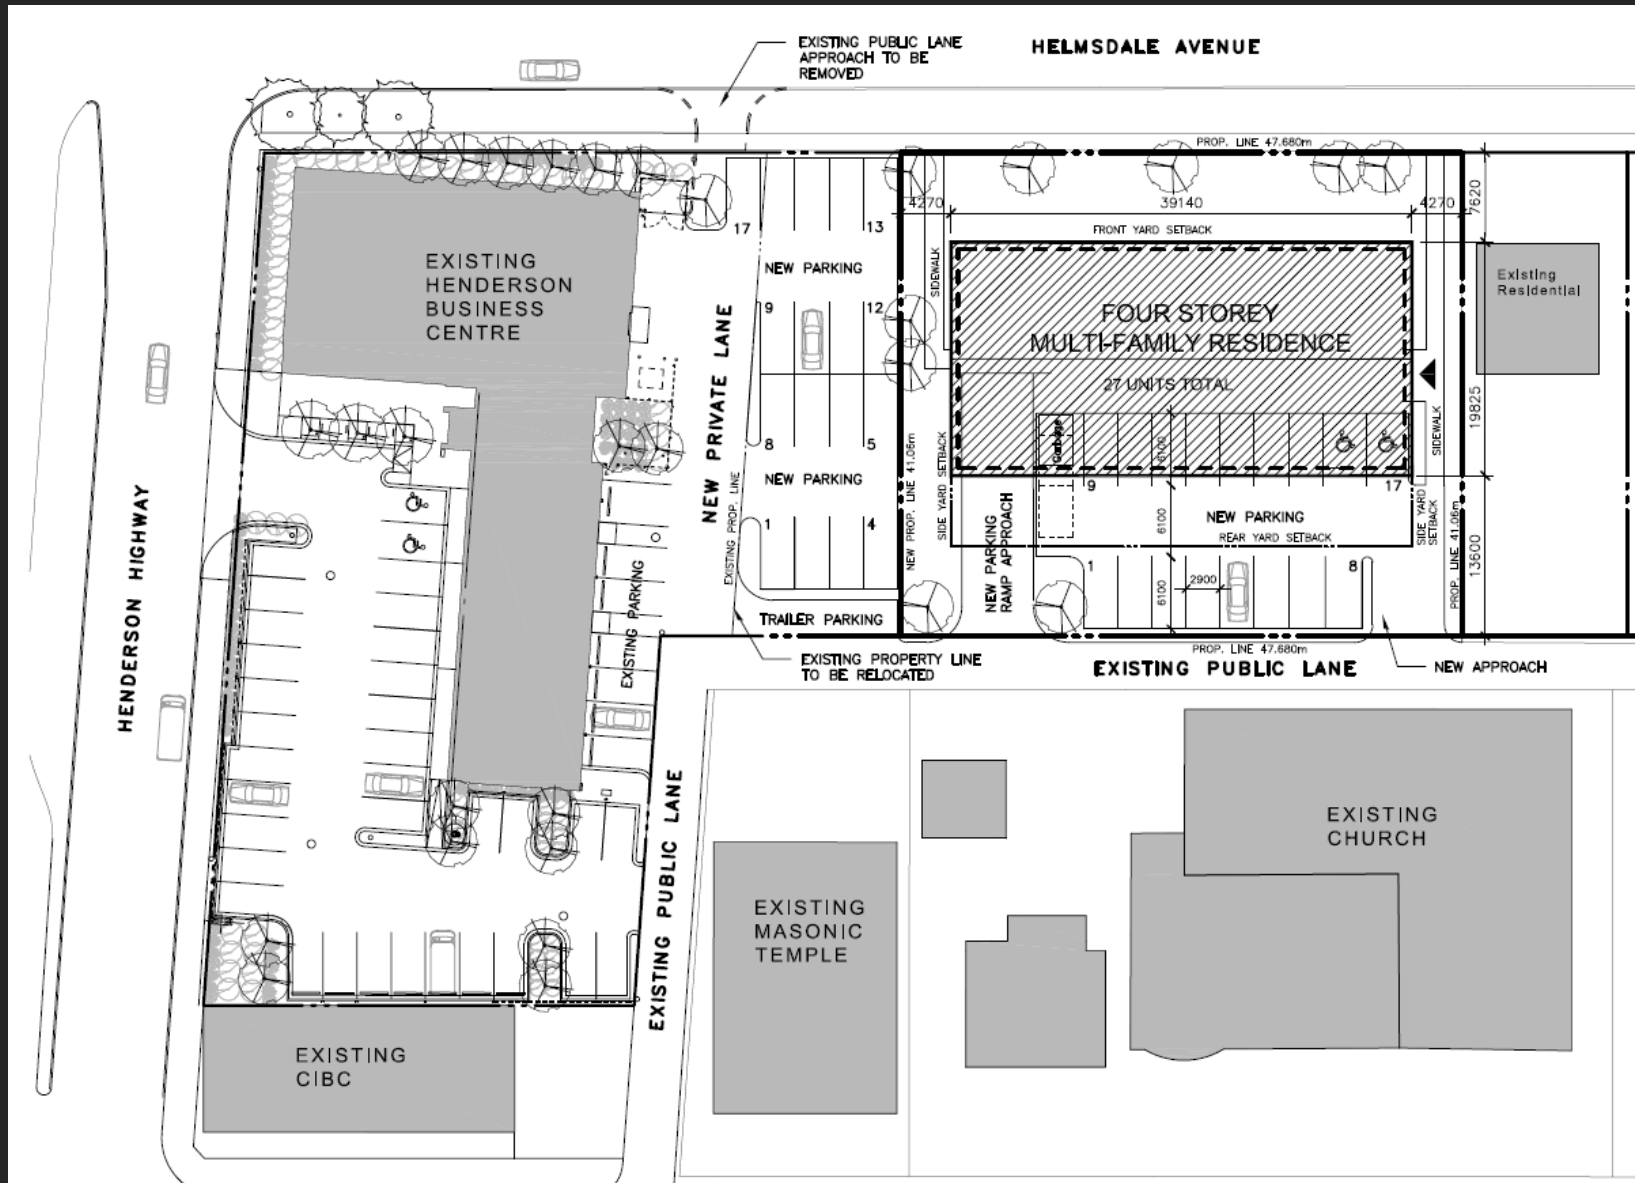 EXISTING PUBLIC LANE
APPROACH TO BE
REMOVED
HELMSDALE AVENUE
PROP. LINE 47.680m
4270
39140
4270
7620
FRONT YARD SETBACK
17
13
NEW PARKING
9
12
8
5
NEW PARKING
1
4
TRAILER PARKING
EXISTING
HENDERSON
BUSINESS
CENTRE
NEW PRIVATE LANE
EXISTING PROP. LINE
SIDEWALK
FOUR STOREY
MULTI-FAMILY RESIDENCE
27 UNITS TOTAL
Existing
Residential
19825
SIDEWALK
Garbage
6100
9
17
NEW PROP. LINE 41.06m
SIDE YARD SETBACK
NEW PARKING
RAMP APPROACH
6100
NEW PARKING
REAR YARD SETBACK
SIDE YARD
SETBACK
PROP. LINE 41.06m
13600
1
8
2900
6100
HENDERSON HIGHWAY
EXISTING PARKING
EXISTING PROPERTY LINE
TO BE RELOCATED
PROP. LINE 47.680m
EXISTING PUBLIC LANE
NEW APPROACH
EXISTING PUBLIC LANE
EXISTING
CHURCH
EXISTING
MASONIC
TEMPLE
EXISTING
CIBC